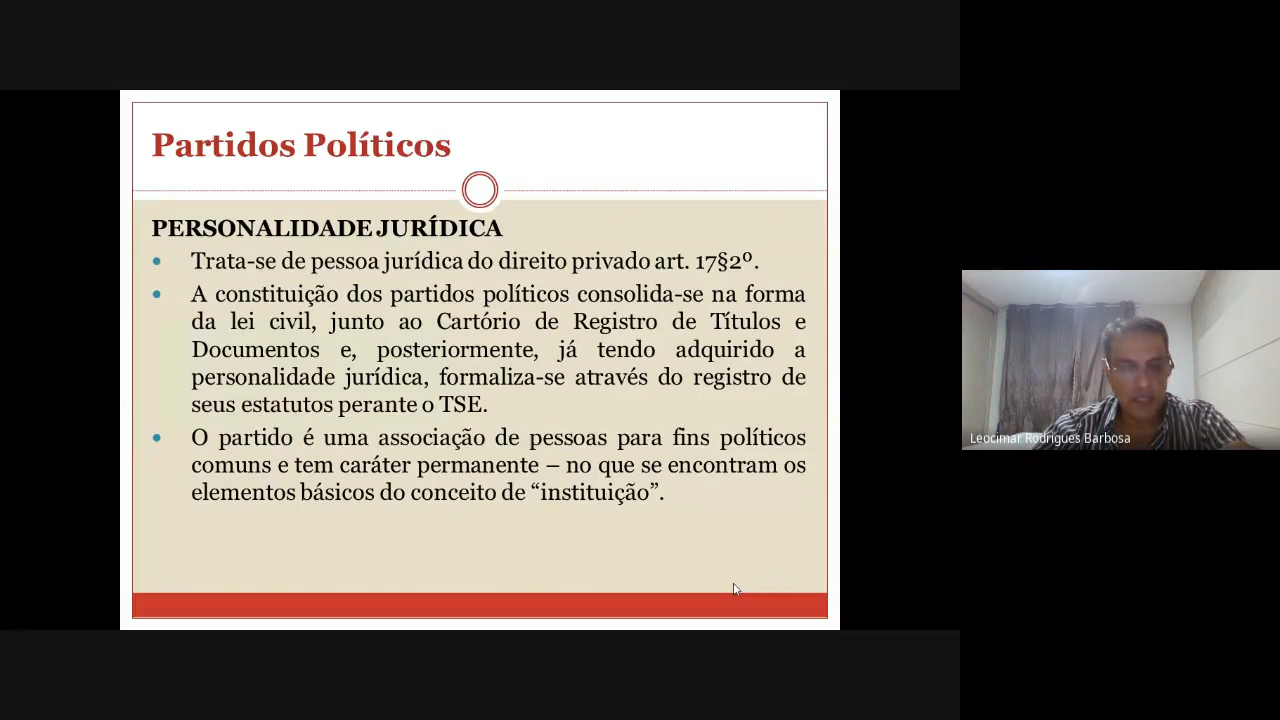 Partidos Políticos
PERSONALIDADE JURÍDICA
• Trata-se de pessoa jurídica do direito privado art. 17§2º.
• A constituição dos partidos políticos consolida-se na forma
da lei civil, junto ao Cartório de Registro de Títulos e
Documentos e, posteriormente, já tendo adquirido a
personalidade jurídica, formaliza-se através do registro de
seus estatutos perante o TSE.
• O partido é uma associação de pessoas para fins políticos
comuns e tem caráter permanente – no que se encontram os
elementos básicos do conceito de “instituição”.
Leocimar Rodrigues Barbosa